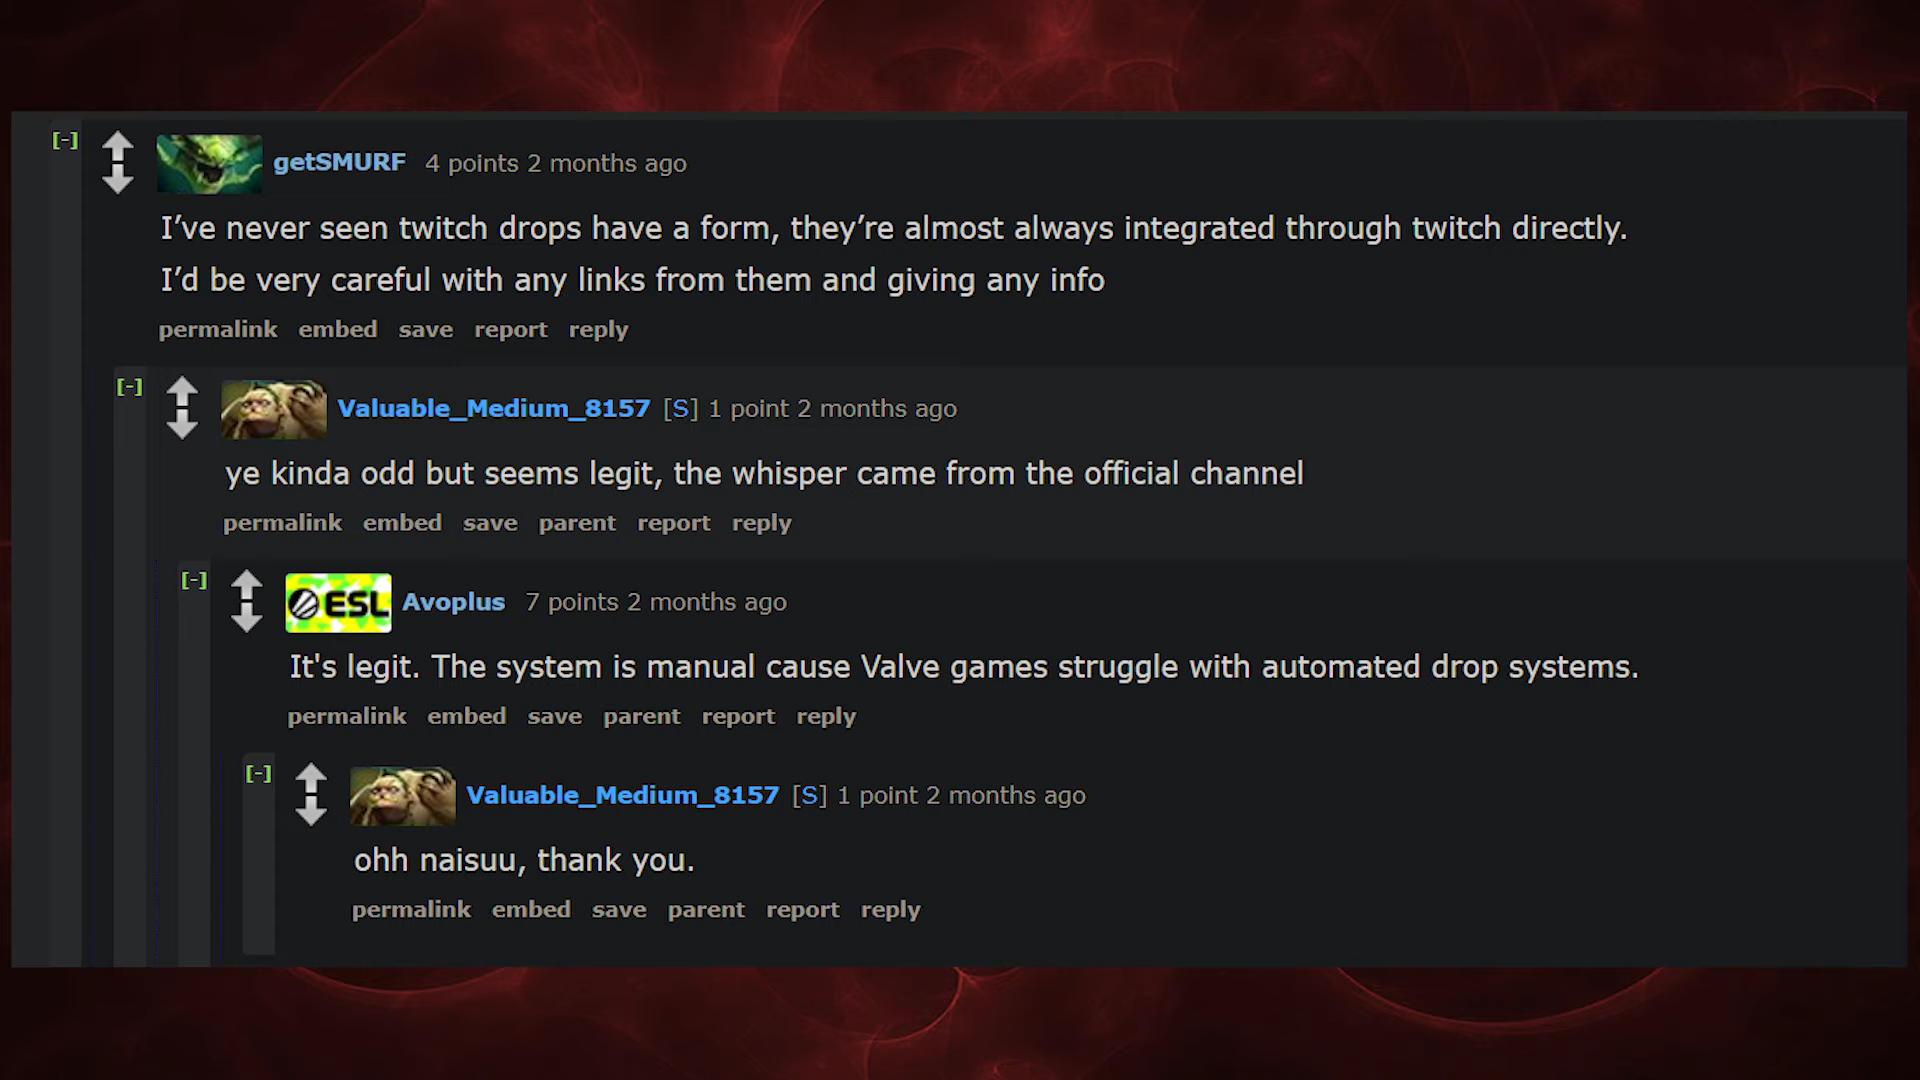 [-] getSMURF 4 points 2 months ago
I’ve never seen twitch drops have a form, they’re almost always integrated through twitch directly.
I’d be very careful with any links from them and giving any info
permalink embed save report reply
[-] Valuable_Medium_8157 [S] 1 point 2 months ago
ye kinda odd but seems legit, the whisper came from the official channel
permalink embed save parent report reply
[-] ESL Avoplus 7 points 2 months ago
It's legit. The system is manual cause Valve games struggle with automated drop systems.
permalink embed save parent report reply
[-] Valuable_Medium_8157 [S] 1 point 2 months ago
ohh naisuu, thank you.
permalink embed save parent report reply